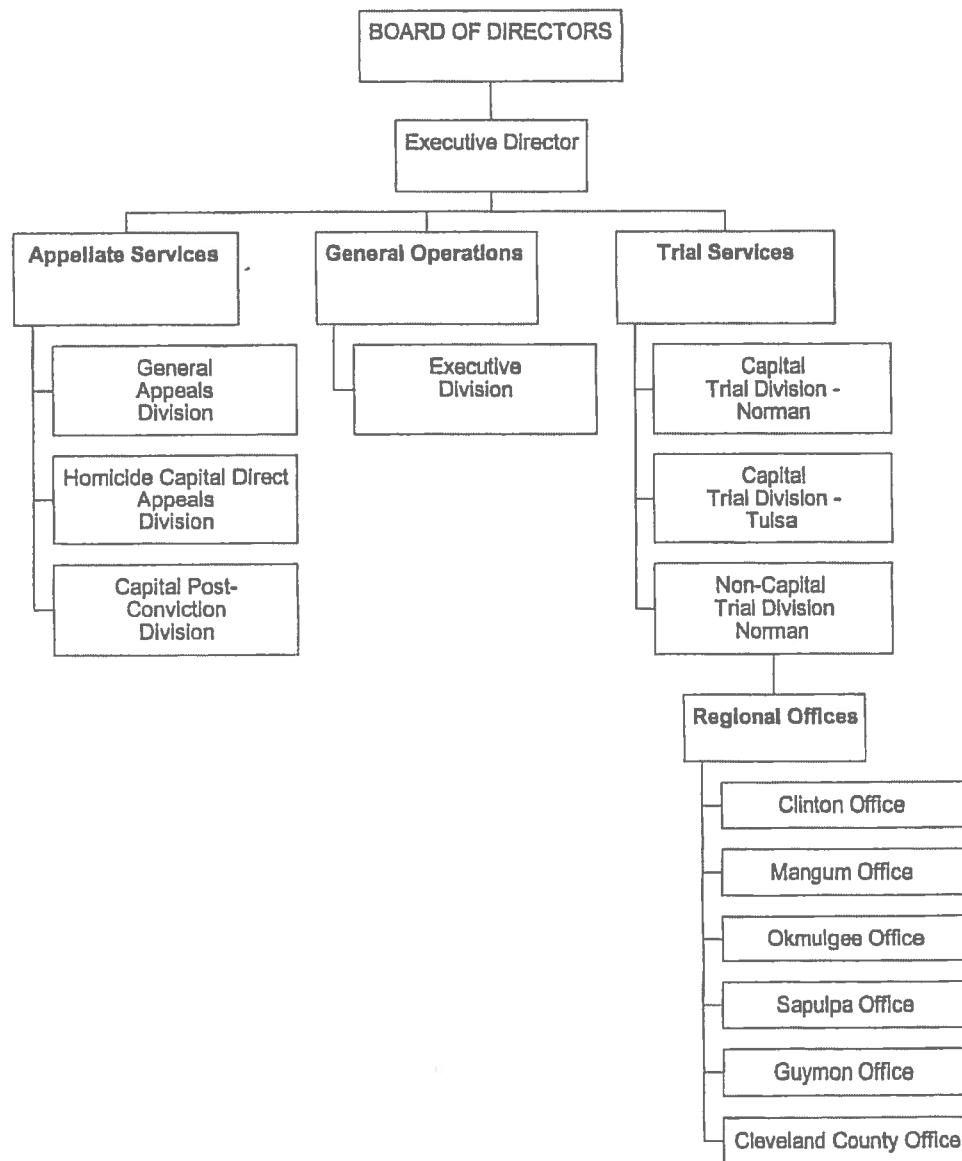 BOARD OF DIRECTORS
Executive Director
Appellate Services
General Operations
Trial Services
General
Appeals
Division
Homicide Capital Direct
Appeals
Division
Capital Post-
Conviction
Division
Executive
Division
Capital
Trial Division -
Norman
Capital
Trial Division -
Tulsa
Non-Capital
Trial Division
Norman
Regional Offices
Clinton Office
Mangum Office
Okmulgee Office
Sapulpa Office
Guymon Office
Cleveland County Office